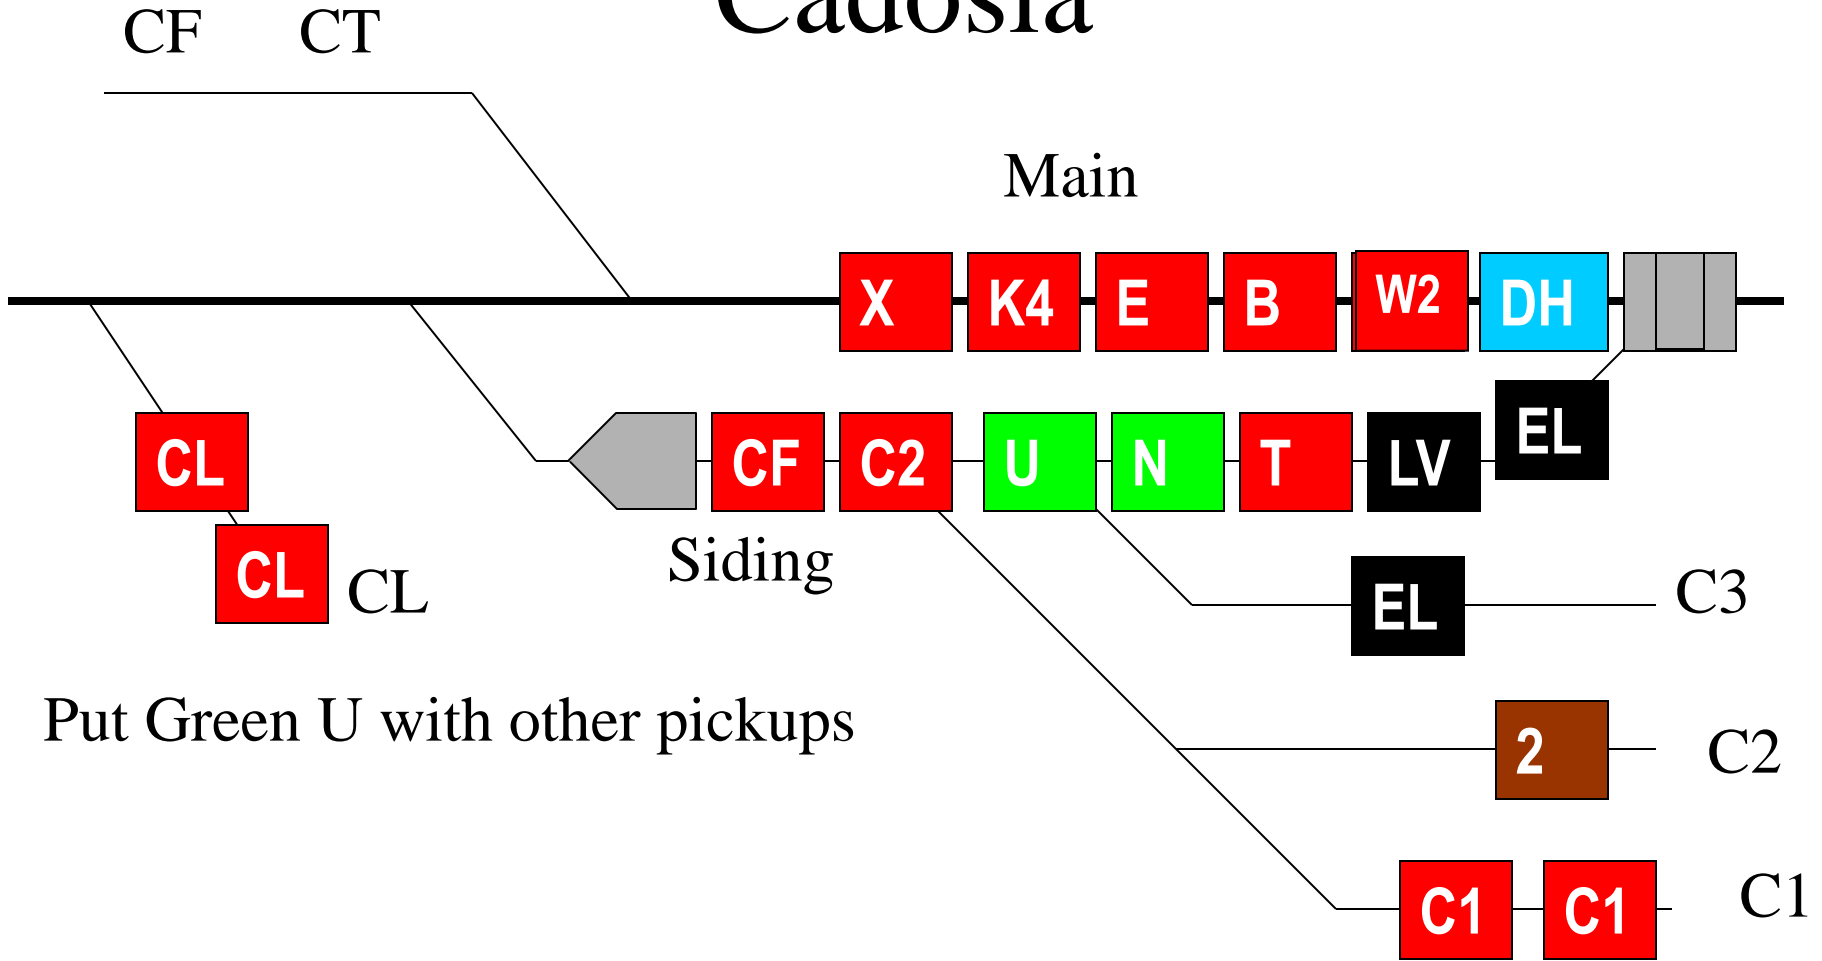 Cadosia
CF CT
Main
X K4 E B W2 DH
EL
CL CF C2 U N T LV
Siding
CL CL
EL C3
Put Green U with other pickups
2 C2
C1 C1 C1